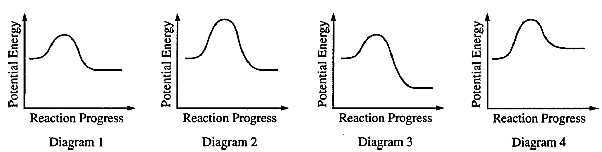 Potential Energy
Reaction Progress
Diagram 1
Potential Energy
Reaction Progress
Diagram 2
Potential Energy
Reaction Progress
Diagram 3
Potential Energy
Reaction Progress
Diagram 4